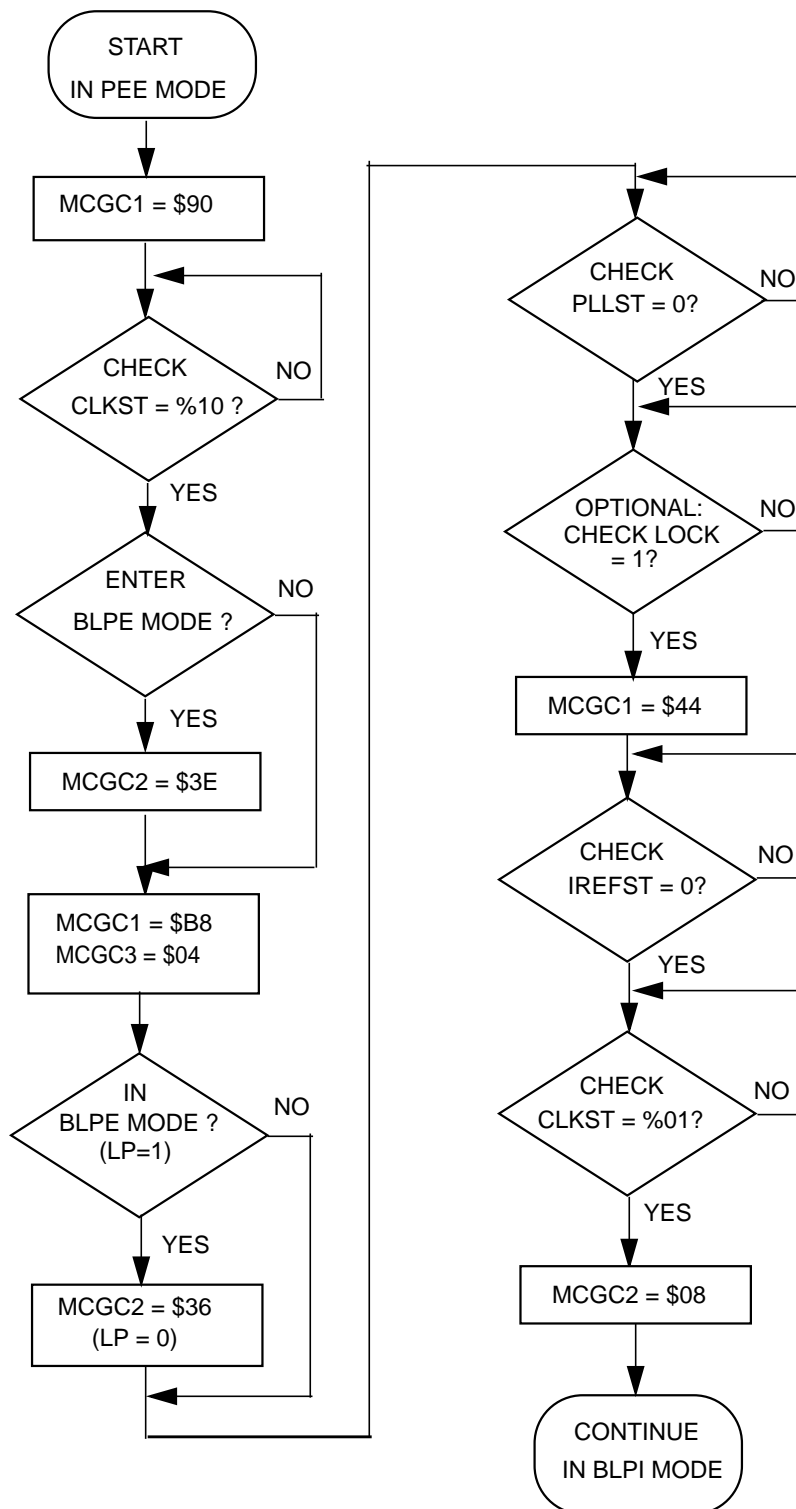 START
IN PEE MODE
MCGC1 = $90
CHECK
CLKST = %10 ?
NO
YES
ENTER
BLPE MODE ?
NO
YES
MCGC2 = $3E
MCGC1 = $B8
MCGC3 = $04
IN
BLPE MODE ?
(LP=1)
NO
YES
MCGC2 = $36
(LP = 0)
CHECK
PLLST = 0?
NO
YES
OPTIONAL:
CHECK LOCK
= 1?
NO
YES
MCGC1 = $44
CHECK
IREFST = 0?
NO
YES
CHECK
CLKST = %01?
NO
YES
MCGC2 = $08
CONTINUE
IN BLPI MODE